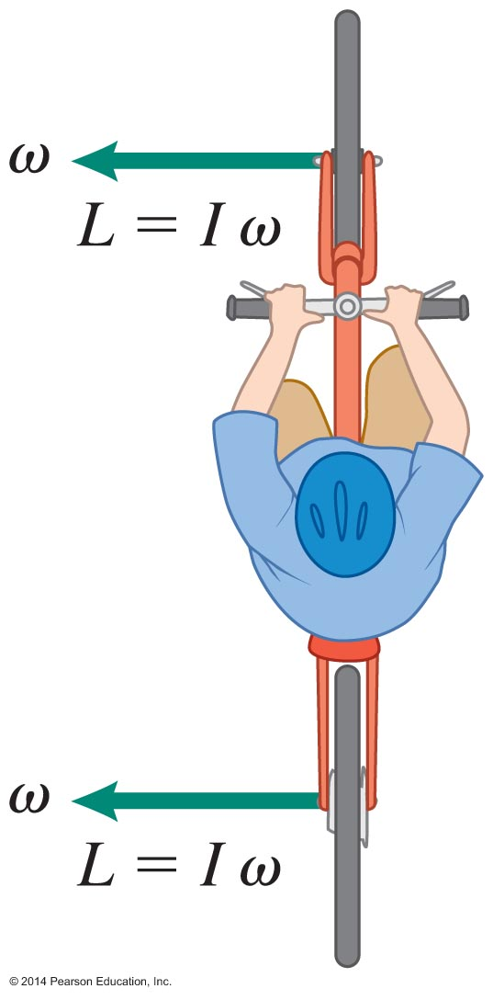 ω
L = I ω
ω
L = I ω
© 2014 Pearson Education, Inc.